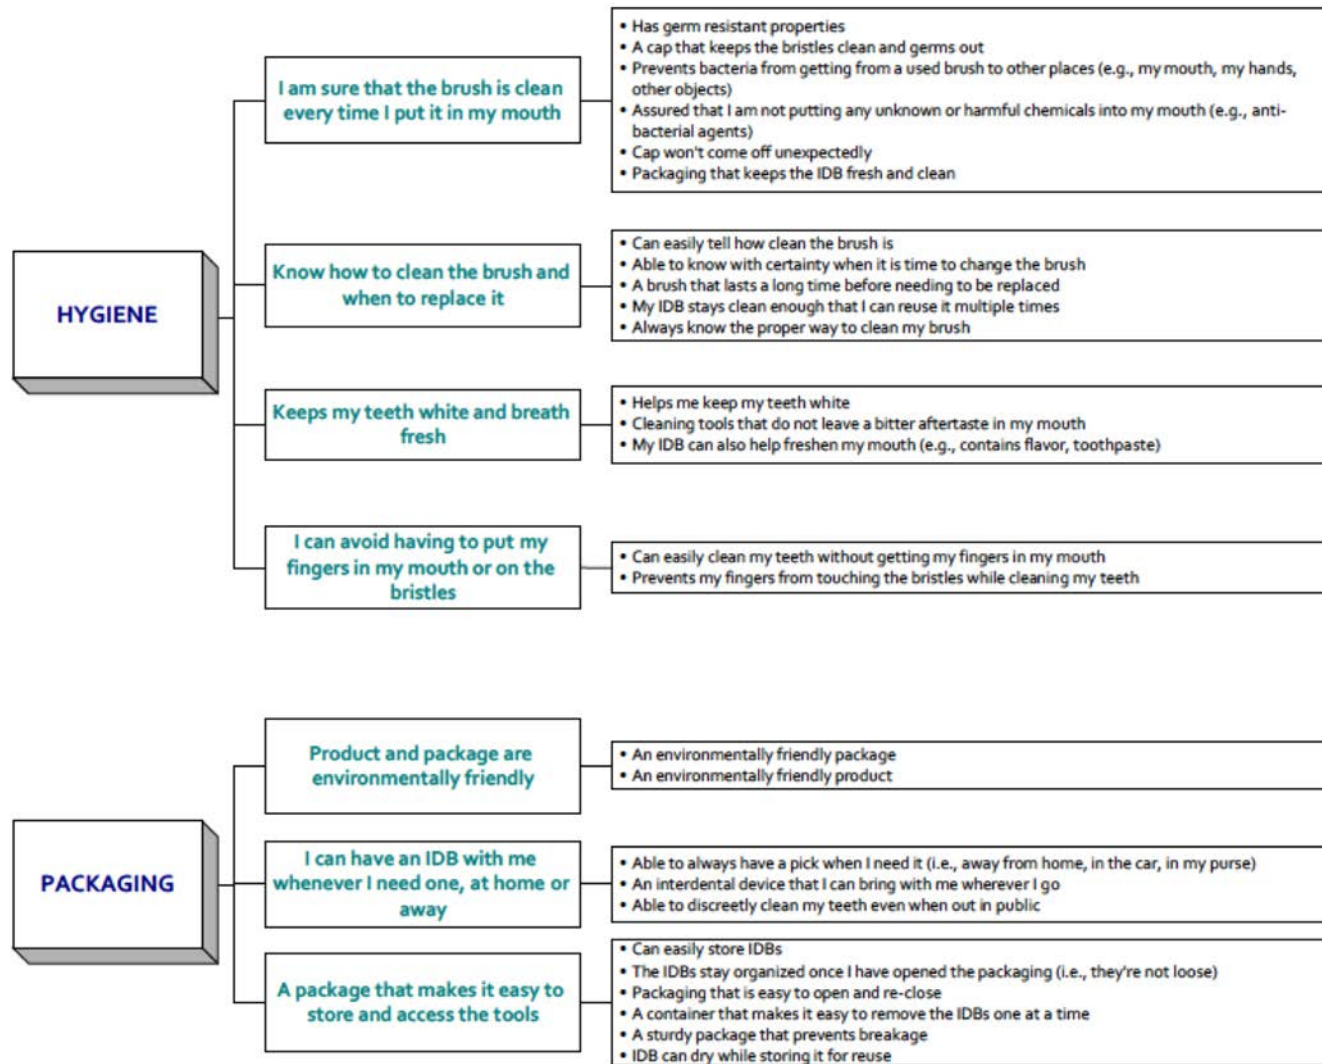 HYGIENE
I am sure that the brush is clean
every time I put it in my mouth
• Has germ resistant properties
• A cap that keeps the bristles clean and germs out
• Prevents bacteria from getting from a used brush to other places (e.g., my mouth, my hands,
other objects)
• Assured that I am not putting any unknown or harmful chemicals into my mouth (e.g., anti-
bacterial agents)
• Cap won't come off unexpectedly
• Packaging that keeps the IDB fresh and clean
Know how to clean the brush and
when to replace it
• Can easily tell how clean the brush is
• Able to know with certainty when it is time to change the brush
• A brush that lasts a long time before needing to be replaced
• My IDB stays clean enough that I can reuse it multiple times
• Always know the proper way to clean my brush
Keeps my teeth white and breath
fresh
• Helps me keep my teeth white
• Cleaning tools that do not leave a bitter aftertaste in my mouth
• My IDB can also help freshen my mouth (e.g., contains flavor, toothpaste)
I can avoid having to put my
fingers in my mouth or on the
bristles
• Can easily clean my teeth without getting my fingers in my mouth
• Prevents my fingers from touching the bristles while cleaning my teeth
PACKAGING
Product and package are
environmentally friendly
• An environmentally friendly package
• An environmentally friendly product
I can have an IDB with me
whenever I need one, at home or
away
• Able to always have a pick when I need it (i.e., away from home, in the car, in my purse)
• An interdental device that I can bring with me wherever I go
• Able to discreetly clean my teeth even when out in public
A package that makes it easy to
store and access the tools
• Can easily store IDBs
• The IDBs stay organized once I have opened the packaging (i.e., they're not loose)
• Packaging that is easy to open and re-close
• A container that makes it easy to remove the IDBs one at a time
• A sturdy package that prevents breakage
• IDB can dry while storing it for reuse